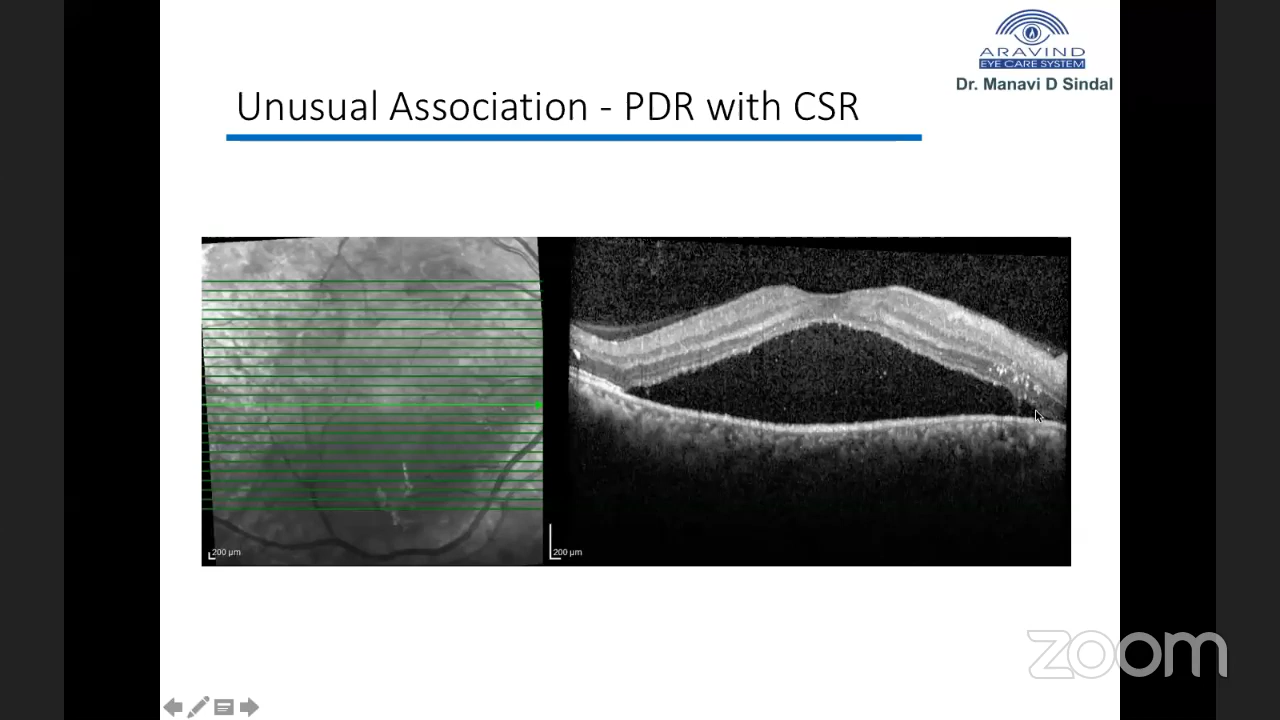 ARAVIND
EYE CARE SYSTEM
Dr. Manavi D Sindal
Unusual Association - PDR with CSR
200 µm
200 µm
zoom